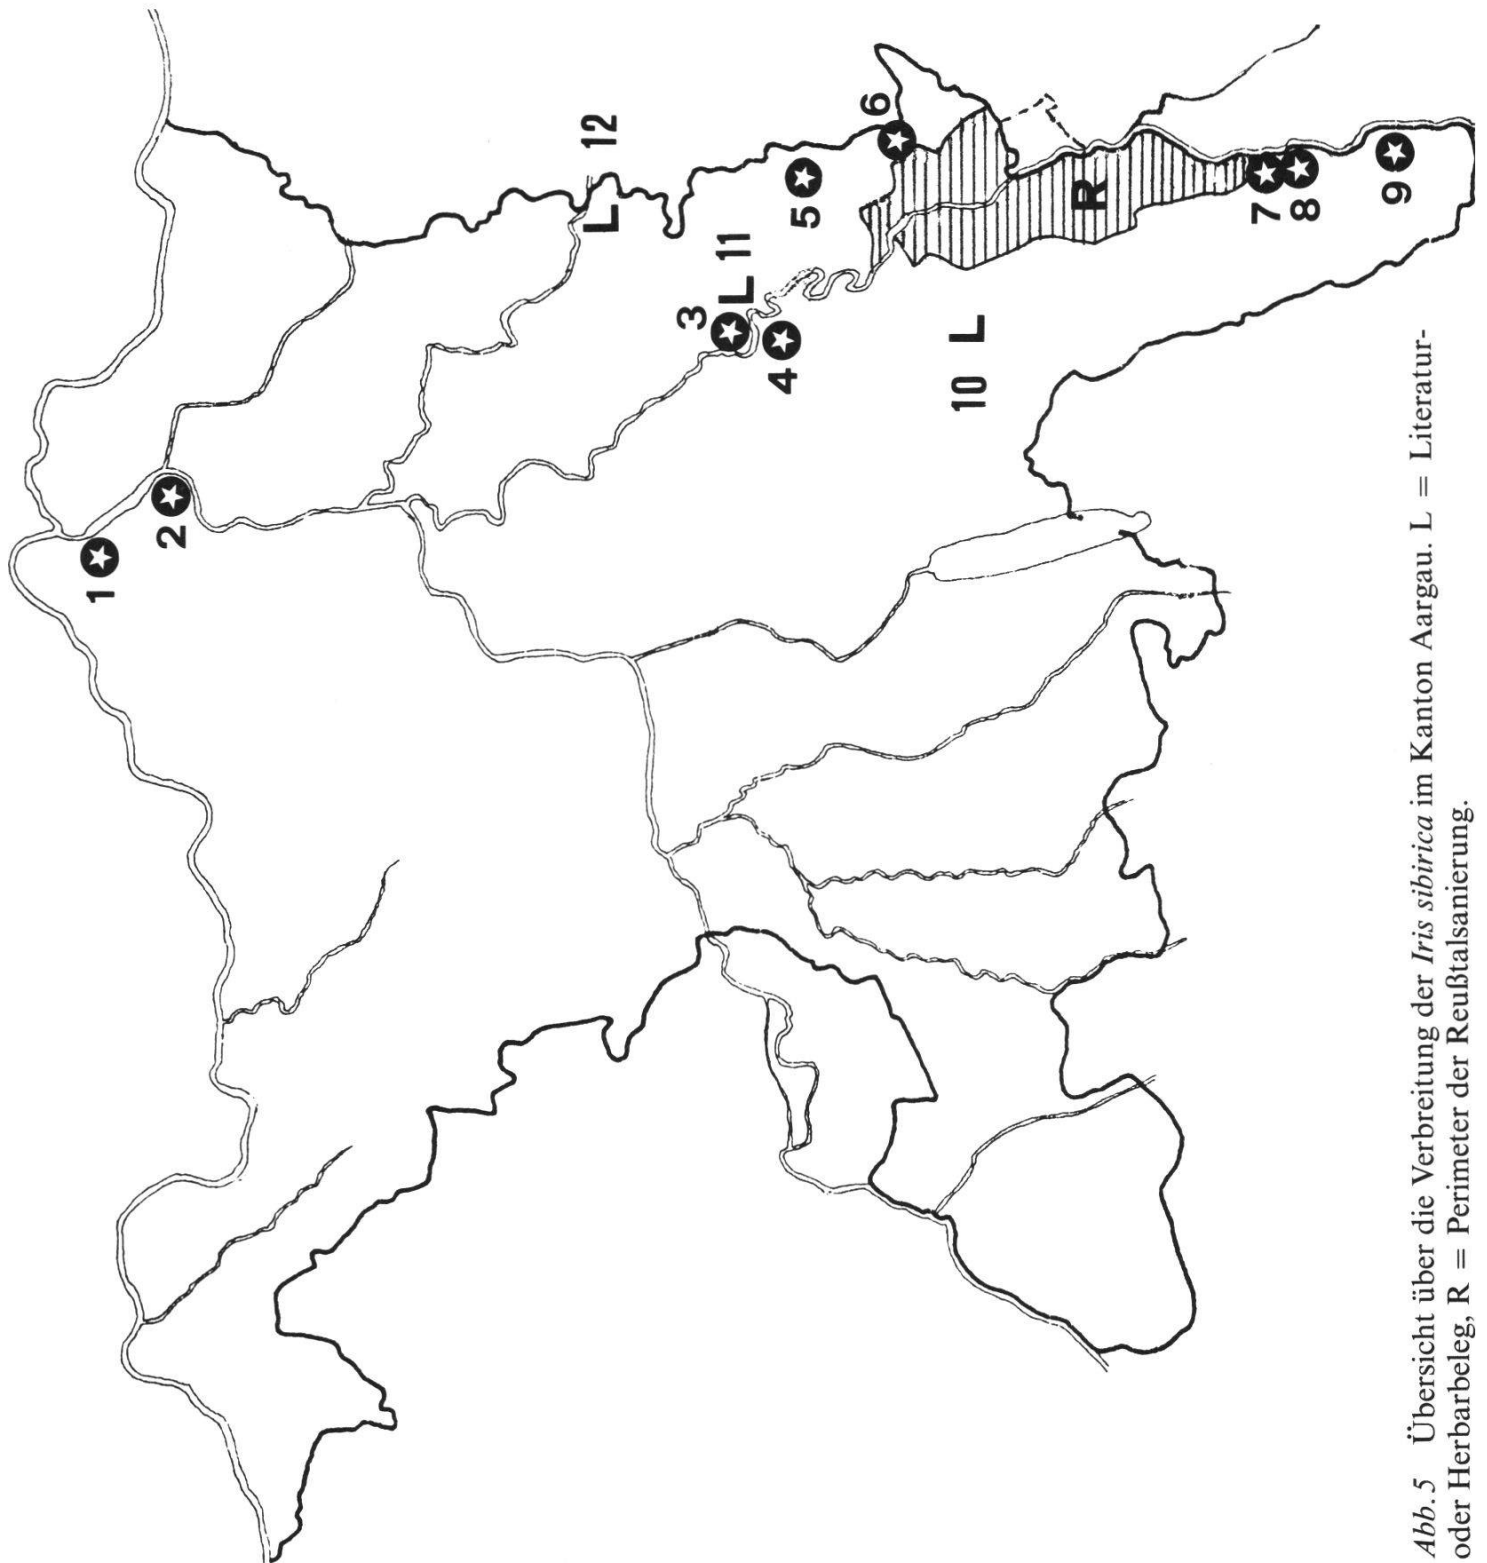 1
2
3
L 11
4
5
6
L 12
R
10 L
7
8
9
Abb. 5 Übersicht über die Verbreitung der Iris sibirica im Kanton Aargau. L = Literatur-
oder Herbarbeleg, R = Perimeter der Reußtalsanierung.